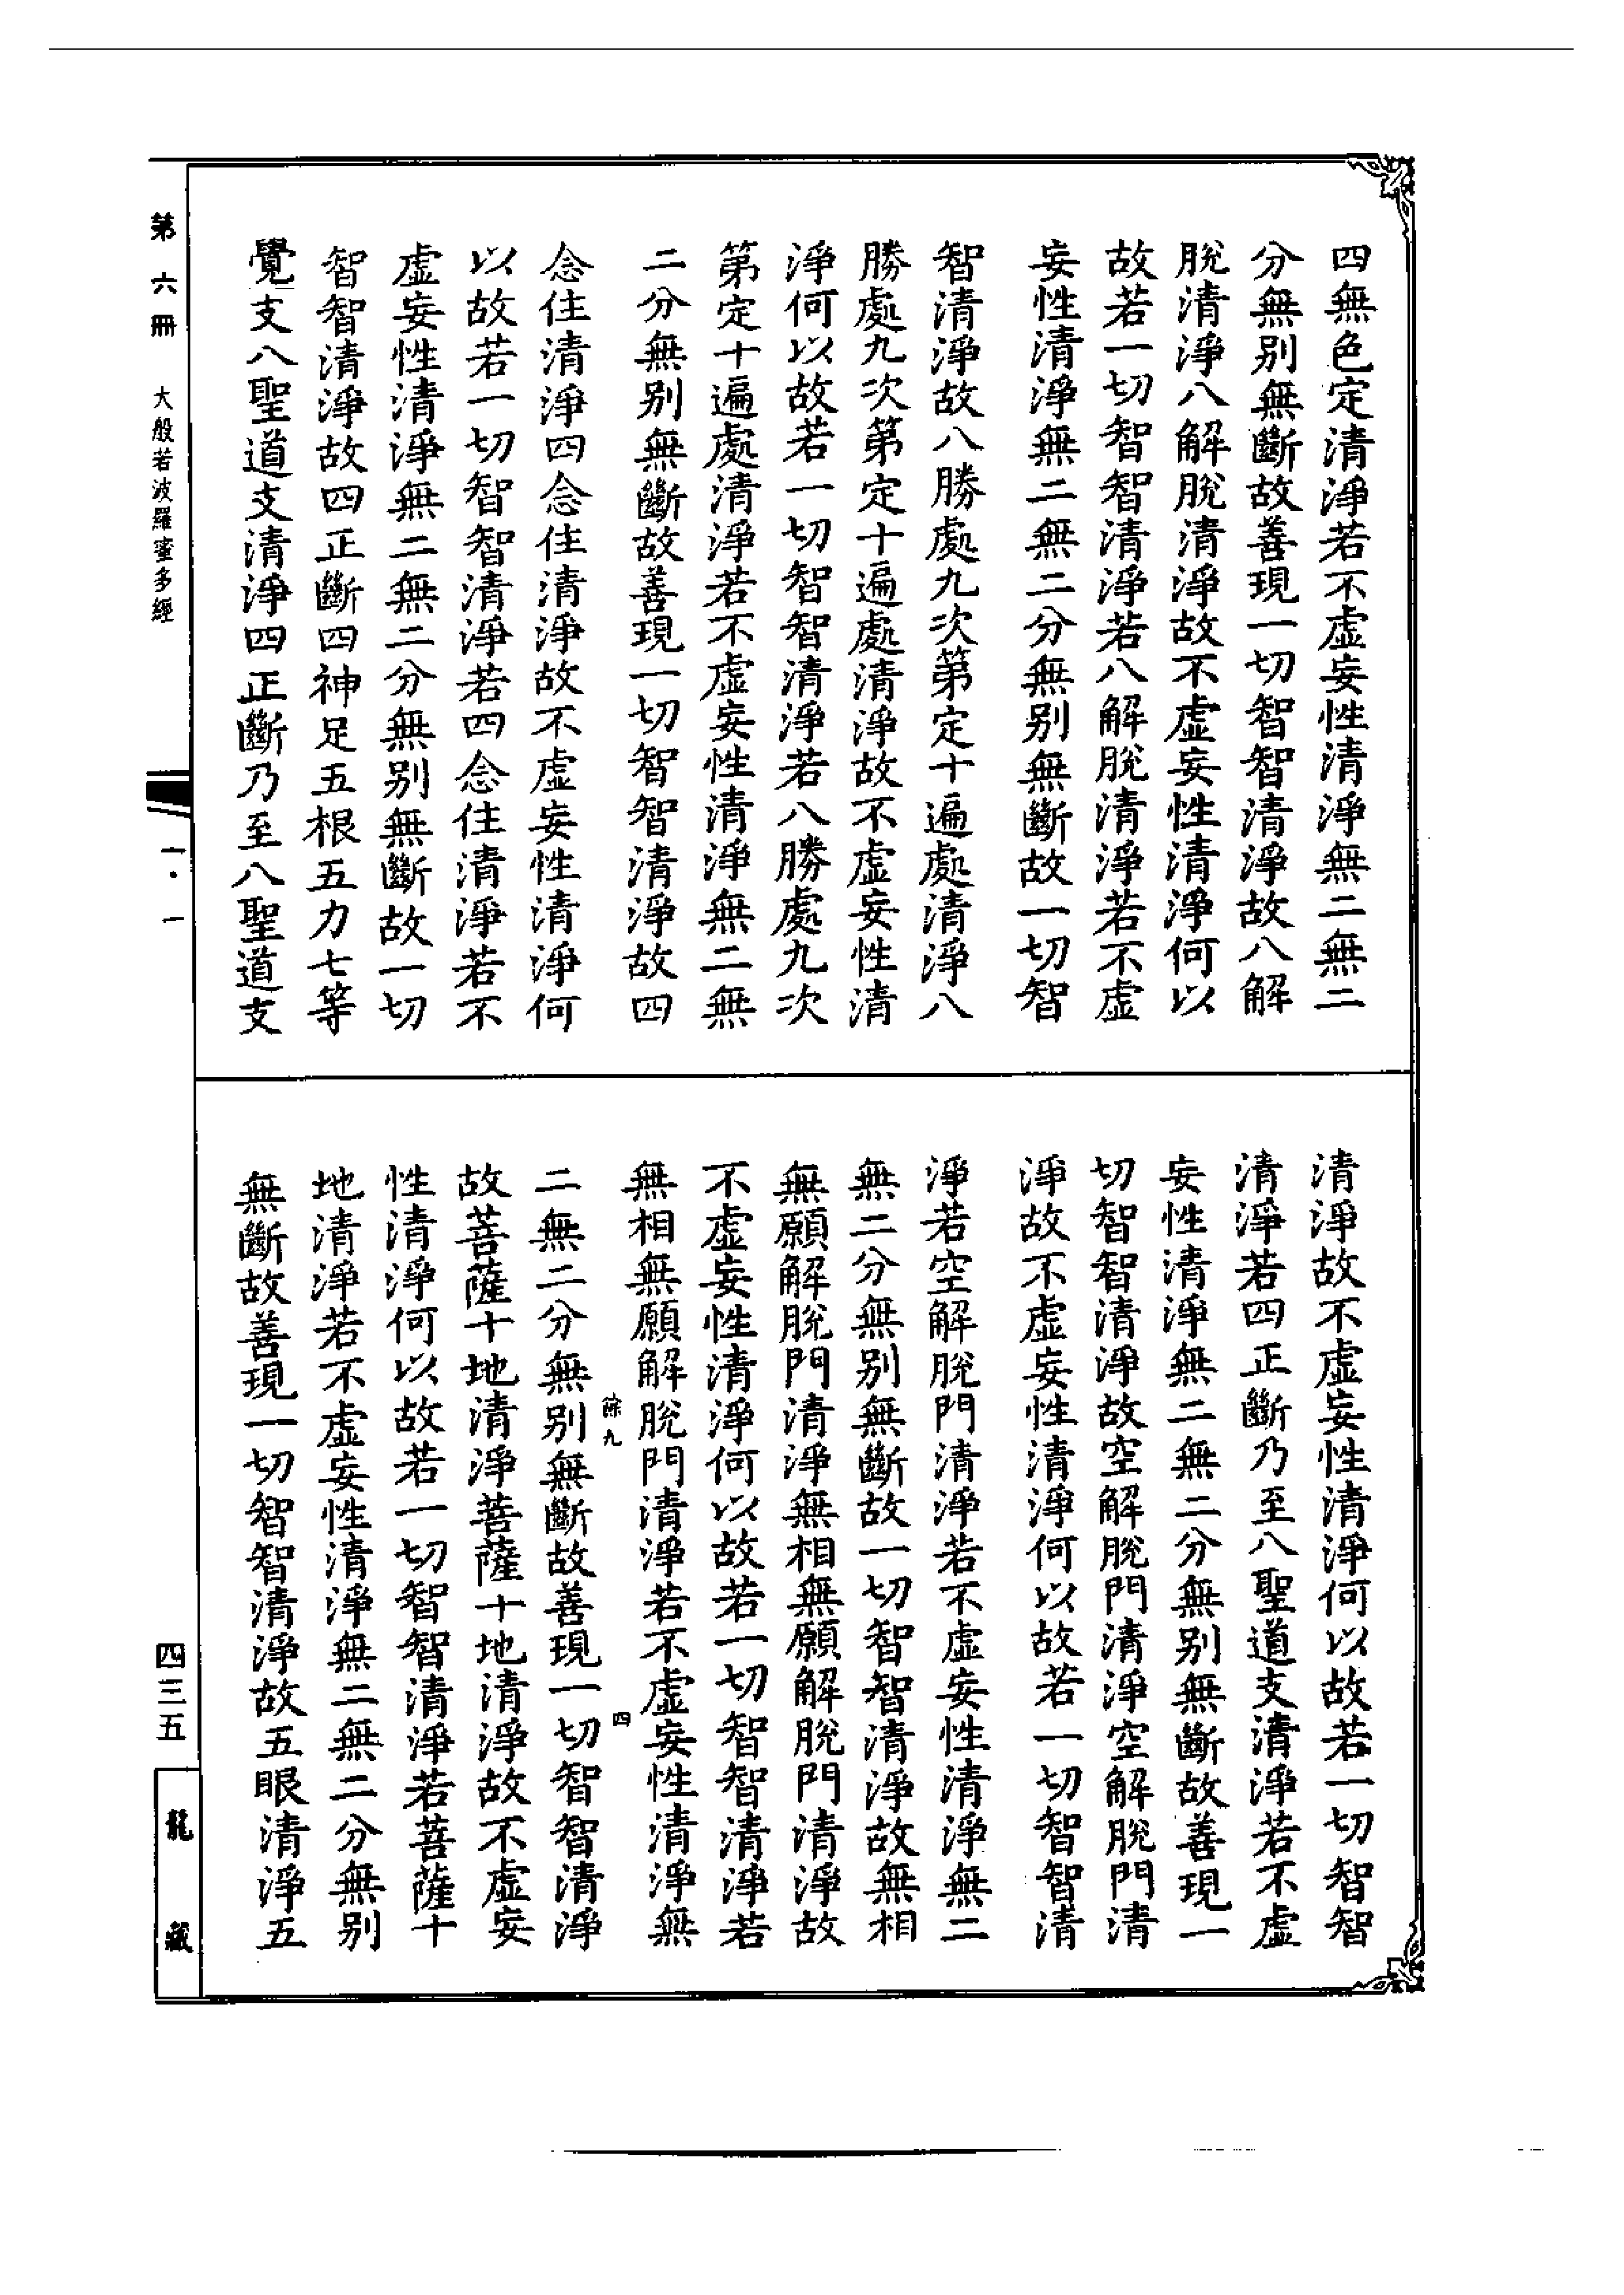 四無色定清淨若不虛妄性清淨無二無二
分無別無斷故善現一切智智清淨故八解
脫清淨八解脫清淨故不虛妄性清淨何以
故若一切智智清淨若八解脫清淨若不虛
妄性清淨無二無二分無別無斷故一切智
智清淨故八勝處九次第定十遍處清淨八
勝處九次第定十遍處清淨故不虛妄性清
淨何以故若一切智智清淨若八勝處九次
第定十遍處清淨若不虛妄性清淨無二無
二分無別無斷故善現一切智智清淨故四
念住清淨四念住清淨故不虛妄性清淨何
以故若一切智智清淨若四念住清淨若不
虛妄性清淨無二無二分無別無斷故一切
智智清淨故四正斷四神足五根五力七等
覺支八聖道支清淨四正斷乃至八聖道支
清淨故不虛妄性清淨何以故若一切智智
清淨若四正斷乃至八聖道支清淨若不虛
妄性清淨無二無二分無別無斷故善現一
切智智清淨故空解脫門清淨空解脫門清
淨故不虛妄性清淨何以故若一切智智清
淨若空解脫門清淨若不虛妄性清淨無二
無二分無別無斷故一切智智清淨故無相
無願解脫門清淨無相無願解脫門清淨故
不虛妄性清淨何以故若一切智智清淨若
無相無願解脫門清淨若不虛妄性清淨無
餘九 四
二無二分無別無斷故善現一切智智清淨
故菩薩十地清淨菩薩十地清淨故不虛妄
性清淨何以故若一切智智清淨若菩薩十
地清淨若不虛妄性清淨無二無二分無別
無斷故善現一切智智清淨故五眼清淨五
第六冊 大般若波羅蜜多經
一·一
四三五
龍藏